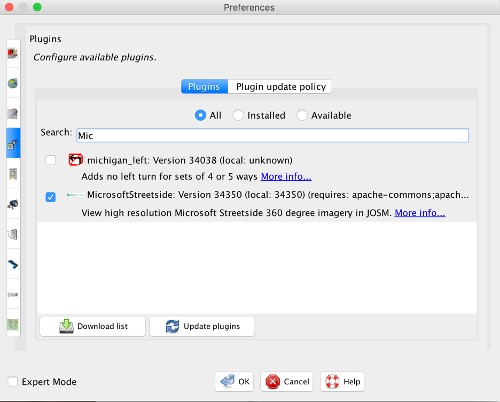 Preferences
Plugins
Configure available plugins.
Plugins Plugin update policy
All Installed Available
Search: Mic
michigan_left: Version 34038 (local: unknown)
Adds no left turn for sets of 4 or 5 ways More info...
MicrosoftStreetside: Version 34350 (local: 34350) (requires: apache-commons;apach...
View high resolution Microsoft Streetside 360 degree imagery in JOSM. More info...
Download list Update plugins
Expert Mode OK Cancel Help